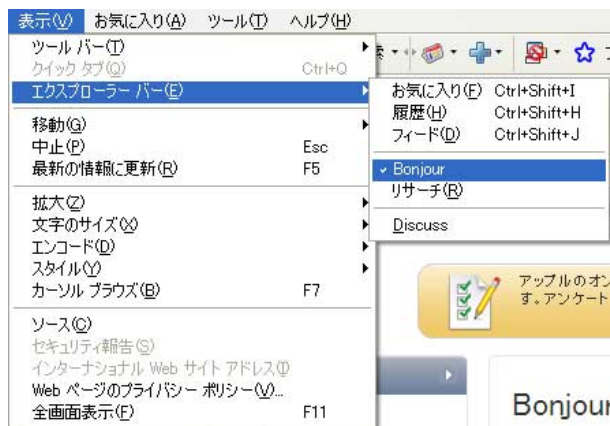 表示(V) お気に入り(A) ツール(T) ヘルプ(H)
ツール バー(T)
クイック タブ(Q) Ctrl+Q
エクスプローラー バー(E)
移動(G)
中止(P) Esc
最新の情報に更新(R) F5
拡大(Z)
文字のサイズ(X)
エンコード(D)
スタイル(Y)
カーソル ブラウズ(B) F7
ソース(C)
セキュリティ報告(S)
インターナショナル Web サイト アドレス(I)
Web ページのプライバシー ポリシー(V)...
全画面表示(F) F11
お気に入り(F) Ctrl+Shift+I
履歴(H) Ctrl+Shift+H
フィード(D) Ctrl+Shift+J
Bonjour
リサーチ(R)
Discuss
アップルのオン
す。アンケート
Bonjour